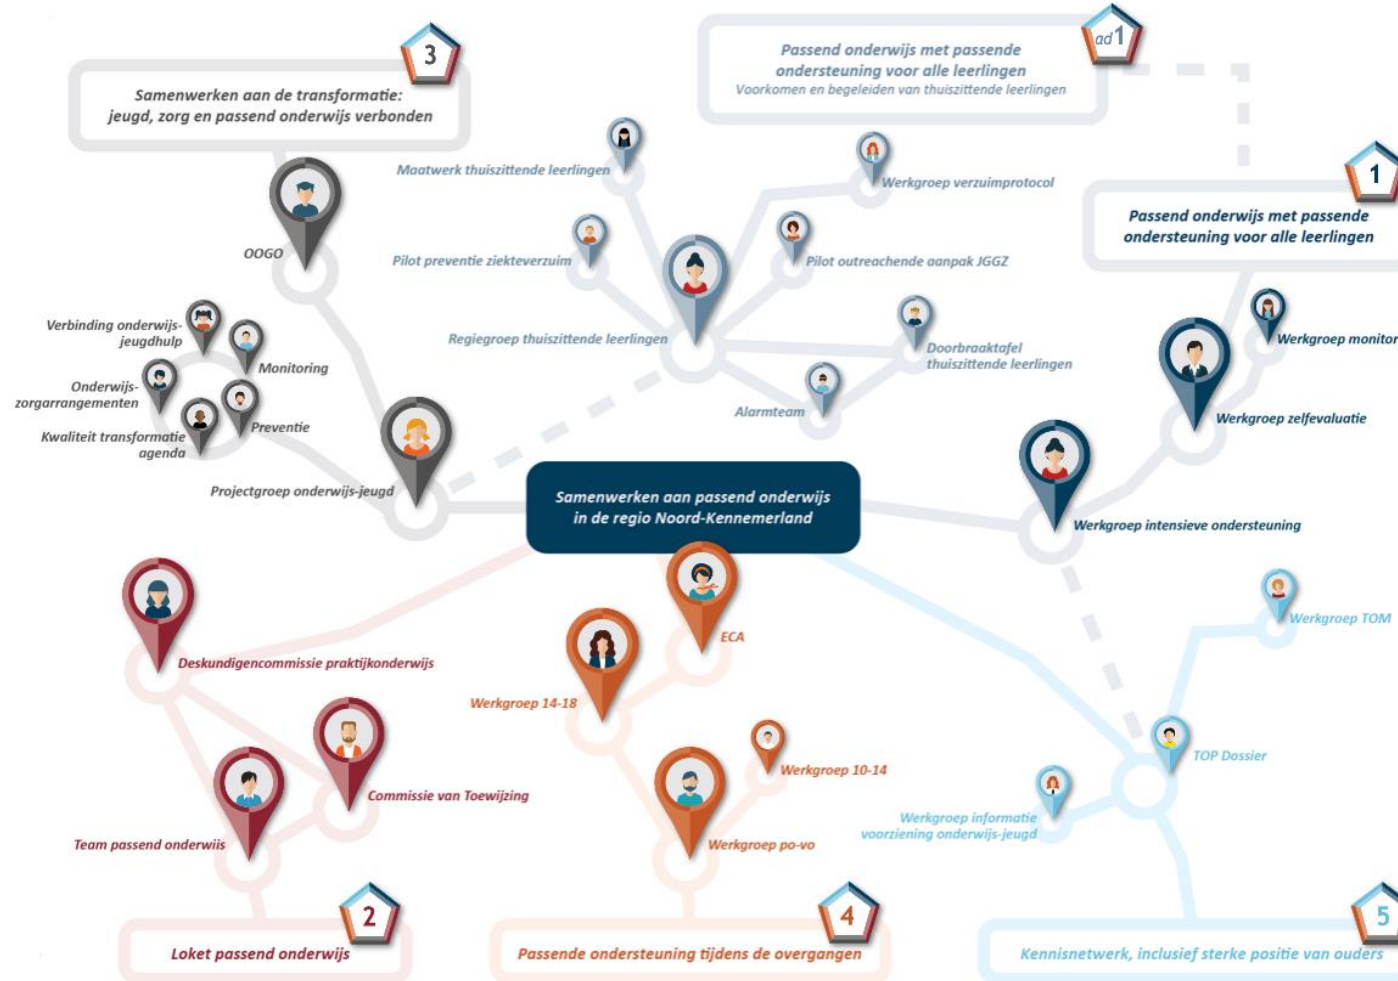 3
Samenwerken aan de transformatie:
jeugd, zorg en passend onderwijs verbonden
ad1
Passend onderwijs met passende
ondersteuning voor alle leerlingen
Voorkomen en begeleiden van thuiszittende leerlingen
1
Passend onderwijs met passende
ondersteuning voor alle leerlingen
OOGO
Verbinding onderwijs-
jeugdhulp
Monitoring
Onderwijs-
zorgarrangementen
Preventie
Kwaliteit transformatie
agenda
Projectgroep onderwijs-jeugd
Maatwerk thuiszittende leerlingen
Werkgroep verzuimprotocol
Pilot preventie ziekteverzuim
Pilot outreachende aanpak JGGZ
Regiegroep thuiszittende leerlingen
Doorbraaktafel
thuiszittende leerlingen
Alarmteam
Werkgroep monitor
Werkgroep zelfevaluatie
Werkgroep intensieve ondersteuning
Samenwerken aan passend onderwijs
in de regio Noord-Kennemerland
Deskundigencommissie praktijkonderwijs
Commissie van Toewijzing
Team passend onderwiis
2
Loket passend onderwijs
ECA
Werkgroep 14-18
Werkgroep 10-14
Werkgroep po-vo
4
Passende ondersteuning tijdens de overgangen
Werkgroep TOM
TOP Dossier
Werkgroep informatie
voorziening onderwijs-jeugd
5
Kennisnetwerk, inclusief sterke positie van ouders